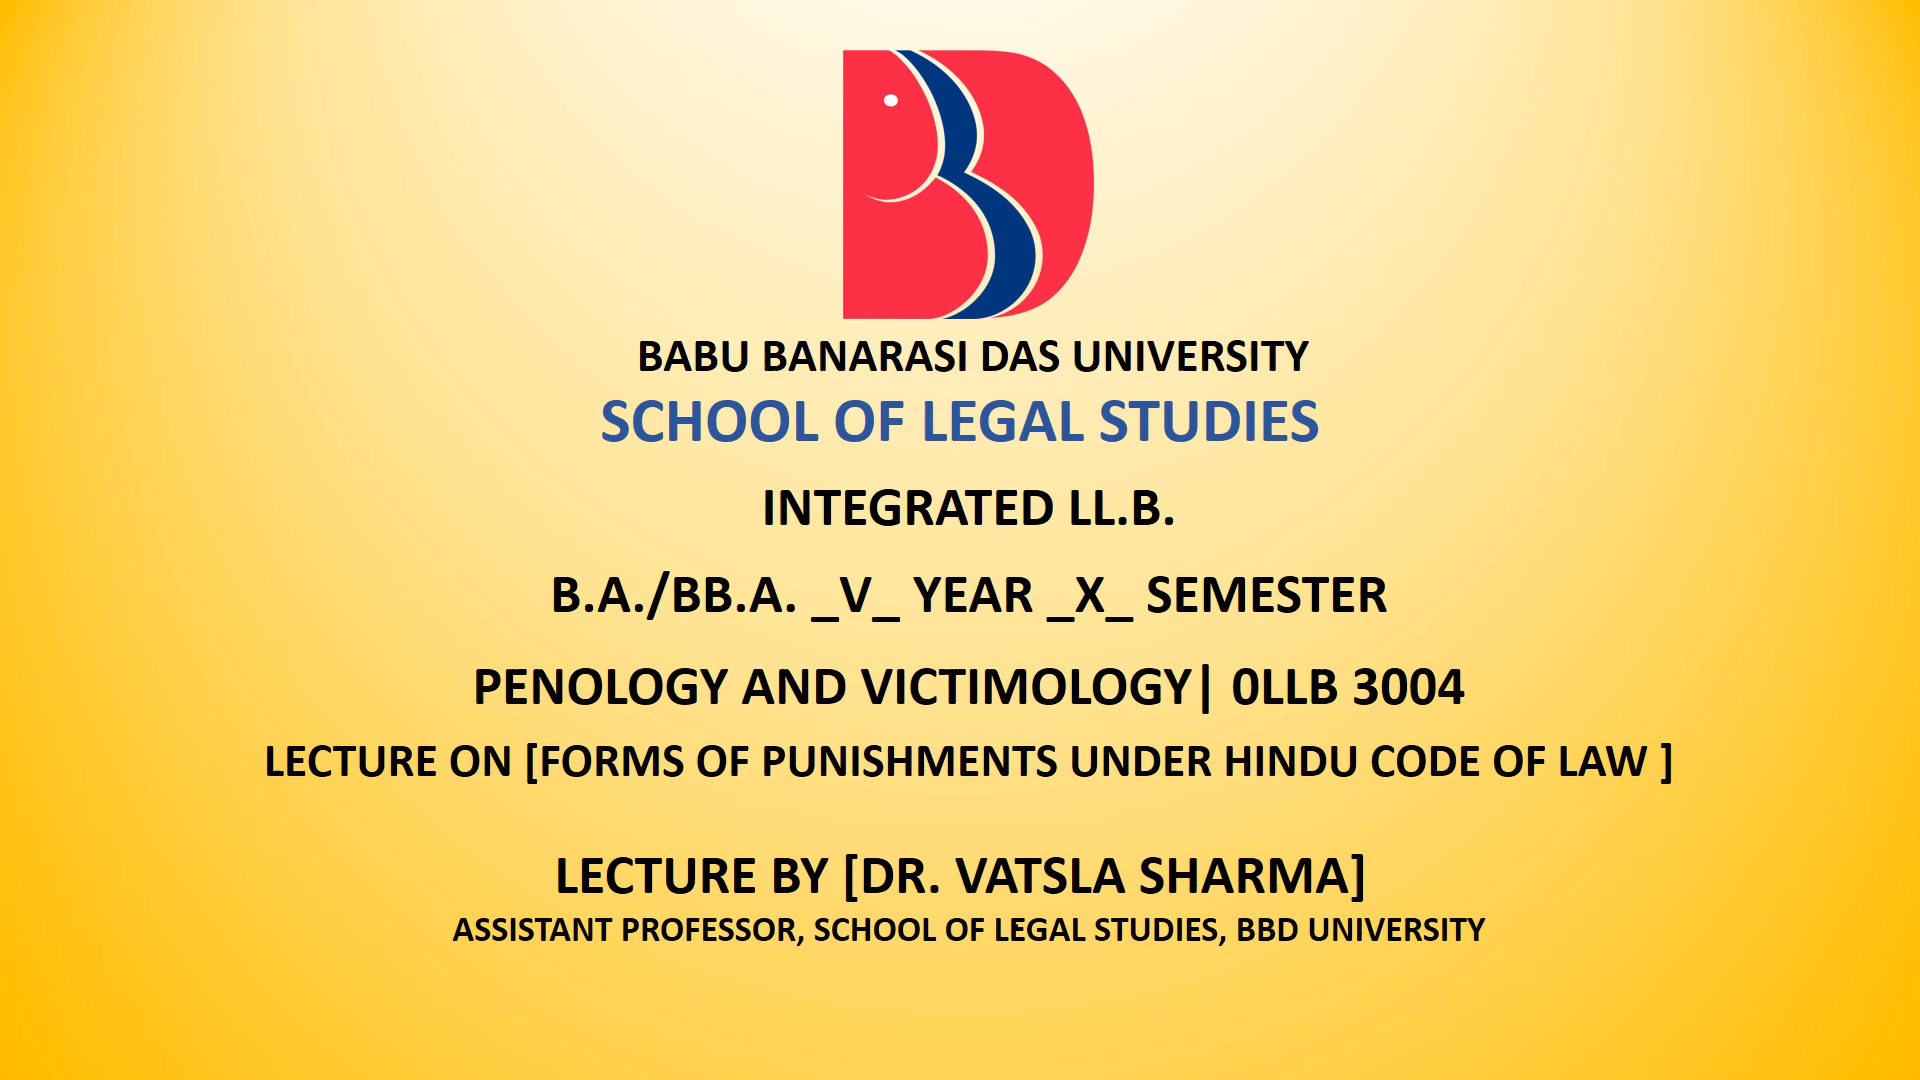 BABU BANARASI DAS UNIVERSITY
SCHOOL OF LEGAL STUDIES
INTEGRATED LL.B.
B.A./BB.A. _V_ YEAR _X_ SEMESTER
PENOLOGY AND VICTIMOLOGY| 0LLB 3004
LECTURE ON [FORMS OF PUNISHMENTS UNDER HINDU CODE OF LAW ]
LECTURE BY [DR. VATSLA SHARMA]
ASSISTANT PROFESSOR, SCHOOL OF LEGAL STUDIES, BBD UNIVERSITY